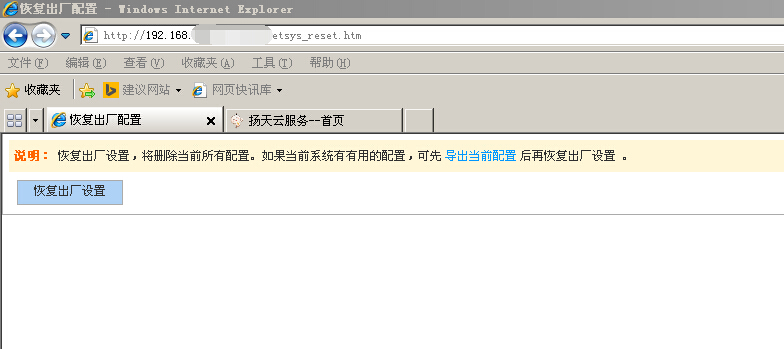 恢复出厂配置 - Windows Internet Explorer
http://192.168. etsys_reset.htm
文件(F) 编辑(E) 查看(V) 收藏夹(A) 工具(T) 帮助(H)
收藏夹 建议网站 网页快讯库
恢复出厂配置 扬天云服务--首页
说明： 恢复出厂设置，将删除当前所有配置。如果当前系统有有用的配置，可先 导出当前配置 后再恢复出厂设置 。
恢复出厂设置